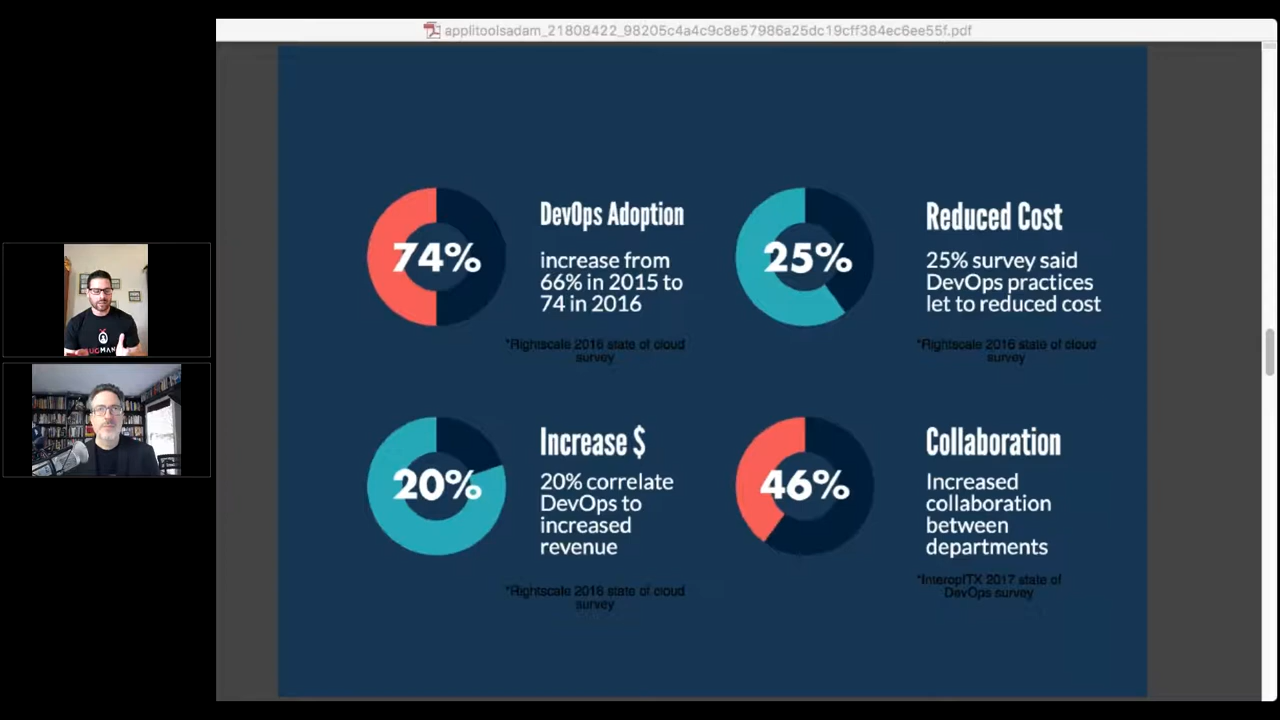 applitoolsadam_21808422_98205c4a4c9c8e57986a25dc19cff384ec6ee55f.pdf
74%
DevOps Adoption
increase from
66% in 2015 to
74 in 2016
*Rightscale 2016 state of cloud
survey
25%
Reduced Cost
25% survey said
DevOps practices
let to reduced cost
*Rightscale 2016 state of cloud
survey
20%
Increase $
20% correlate
DevOps to
increased
revenue
*Rightscale 2016 state of cloud
survey
46%
Collaboration
Increased
collaboration
between
departments
*InteropITX 2017 state of
DevOps survey